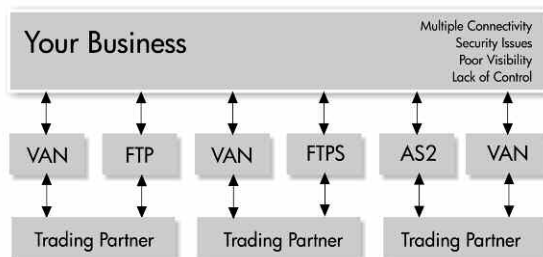 Your Business
Multiple Connectivity
Security Issues
Poor Visibility
Lack of Control
VAN
FTP
VAN
FTPS
AS2
VAN
Trading Partner
Trading Partner
Trading Partner